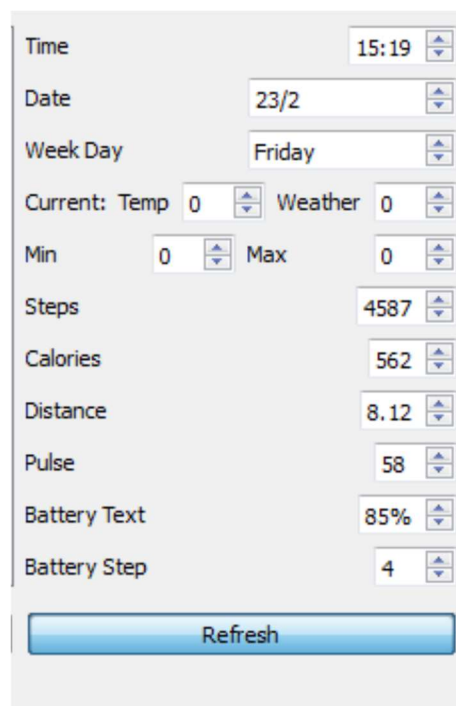 Time 15:19
Date 23/2
Week Day Friday
Current: Temp 0 Weather 0
Min 0 Max 0
Steps 4587
Calories 562
Distance 8.12
Pulse 58
Battery Text 85%
Battery Step 4
Refresh